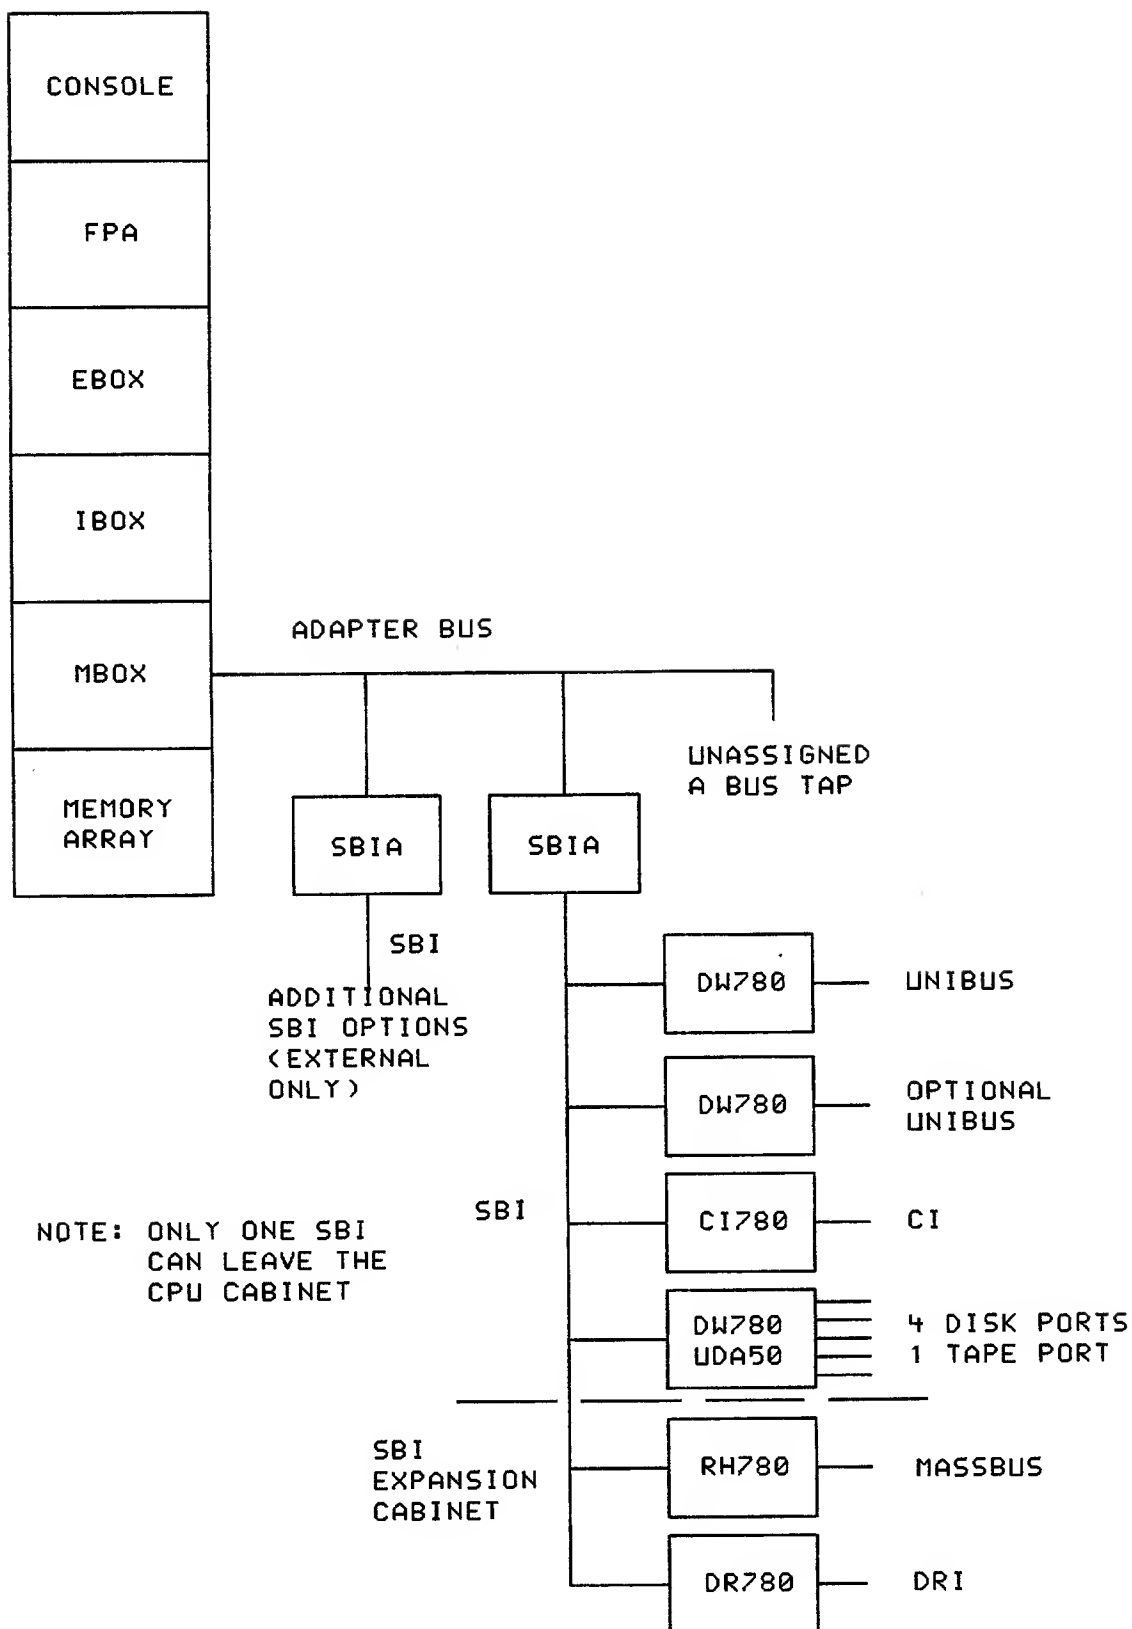 CONSOLE
FPA
EBOX
IBOX
MBOX
MEMORY
ARRAY
ADAPTER BUS
UNASSIGNED
A BUS TAP
SBIA
SBIA
SBI
ADDITIONAL
SBI OPTIONS
(EXTERNAL
ONLY)
DW780
UNIBUS
DW780
OPTIONAL
UNIBUS
SBI
CI780
CI
NOTE: ONLY ONE SBI
CAN LEAVE THE
CPU CABINET
DW780
UDA50
4 DISK PORTS
1 TAPE PORT
SBI
EXPANSION
CABINET
RH780
MASSBUS
DR780
DRI